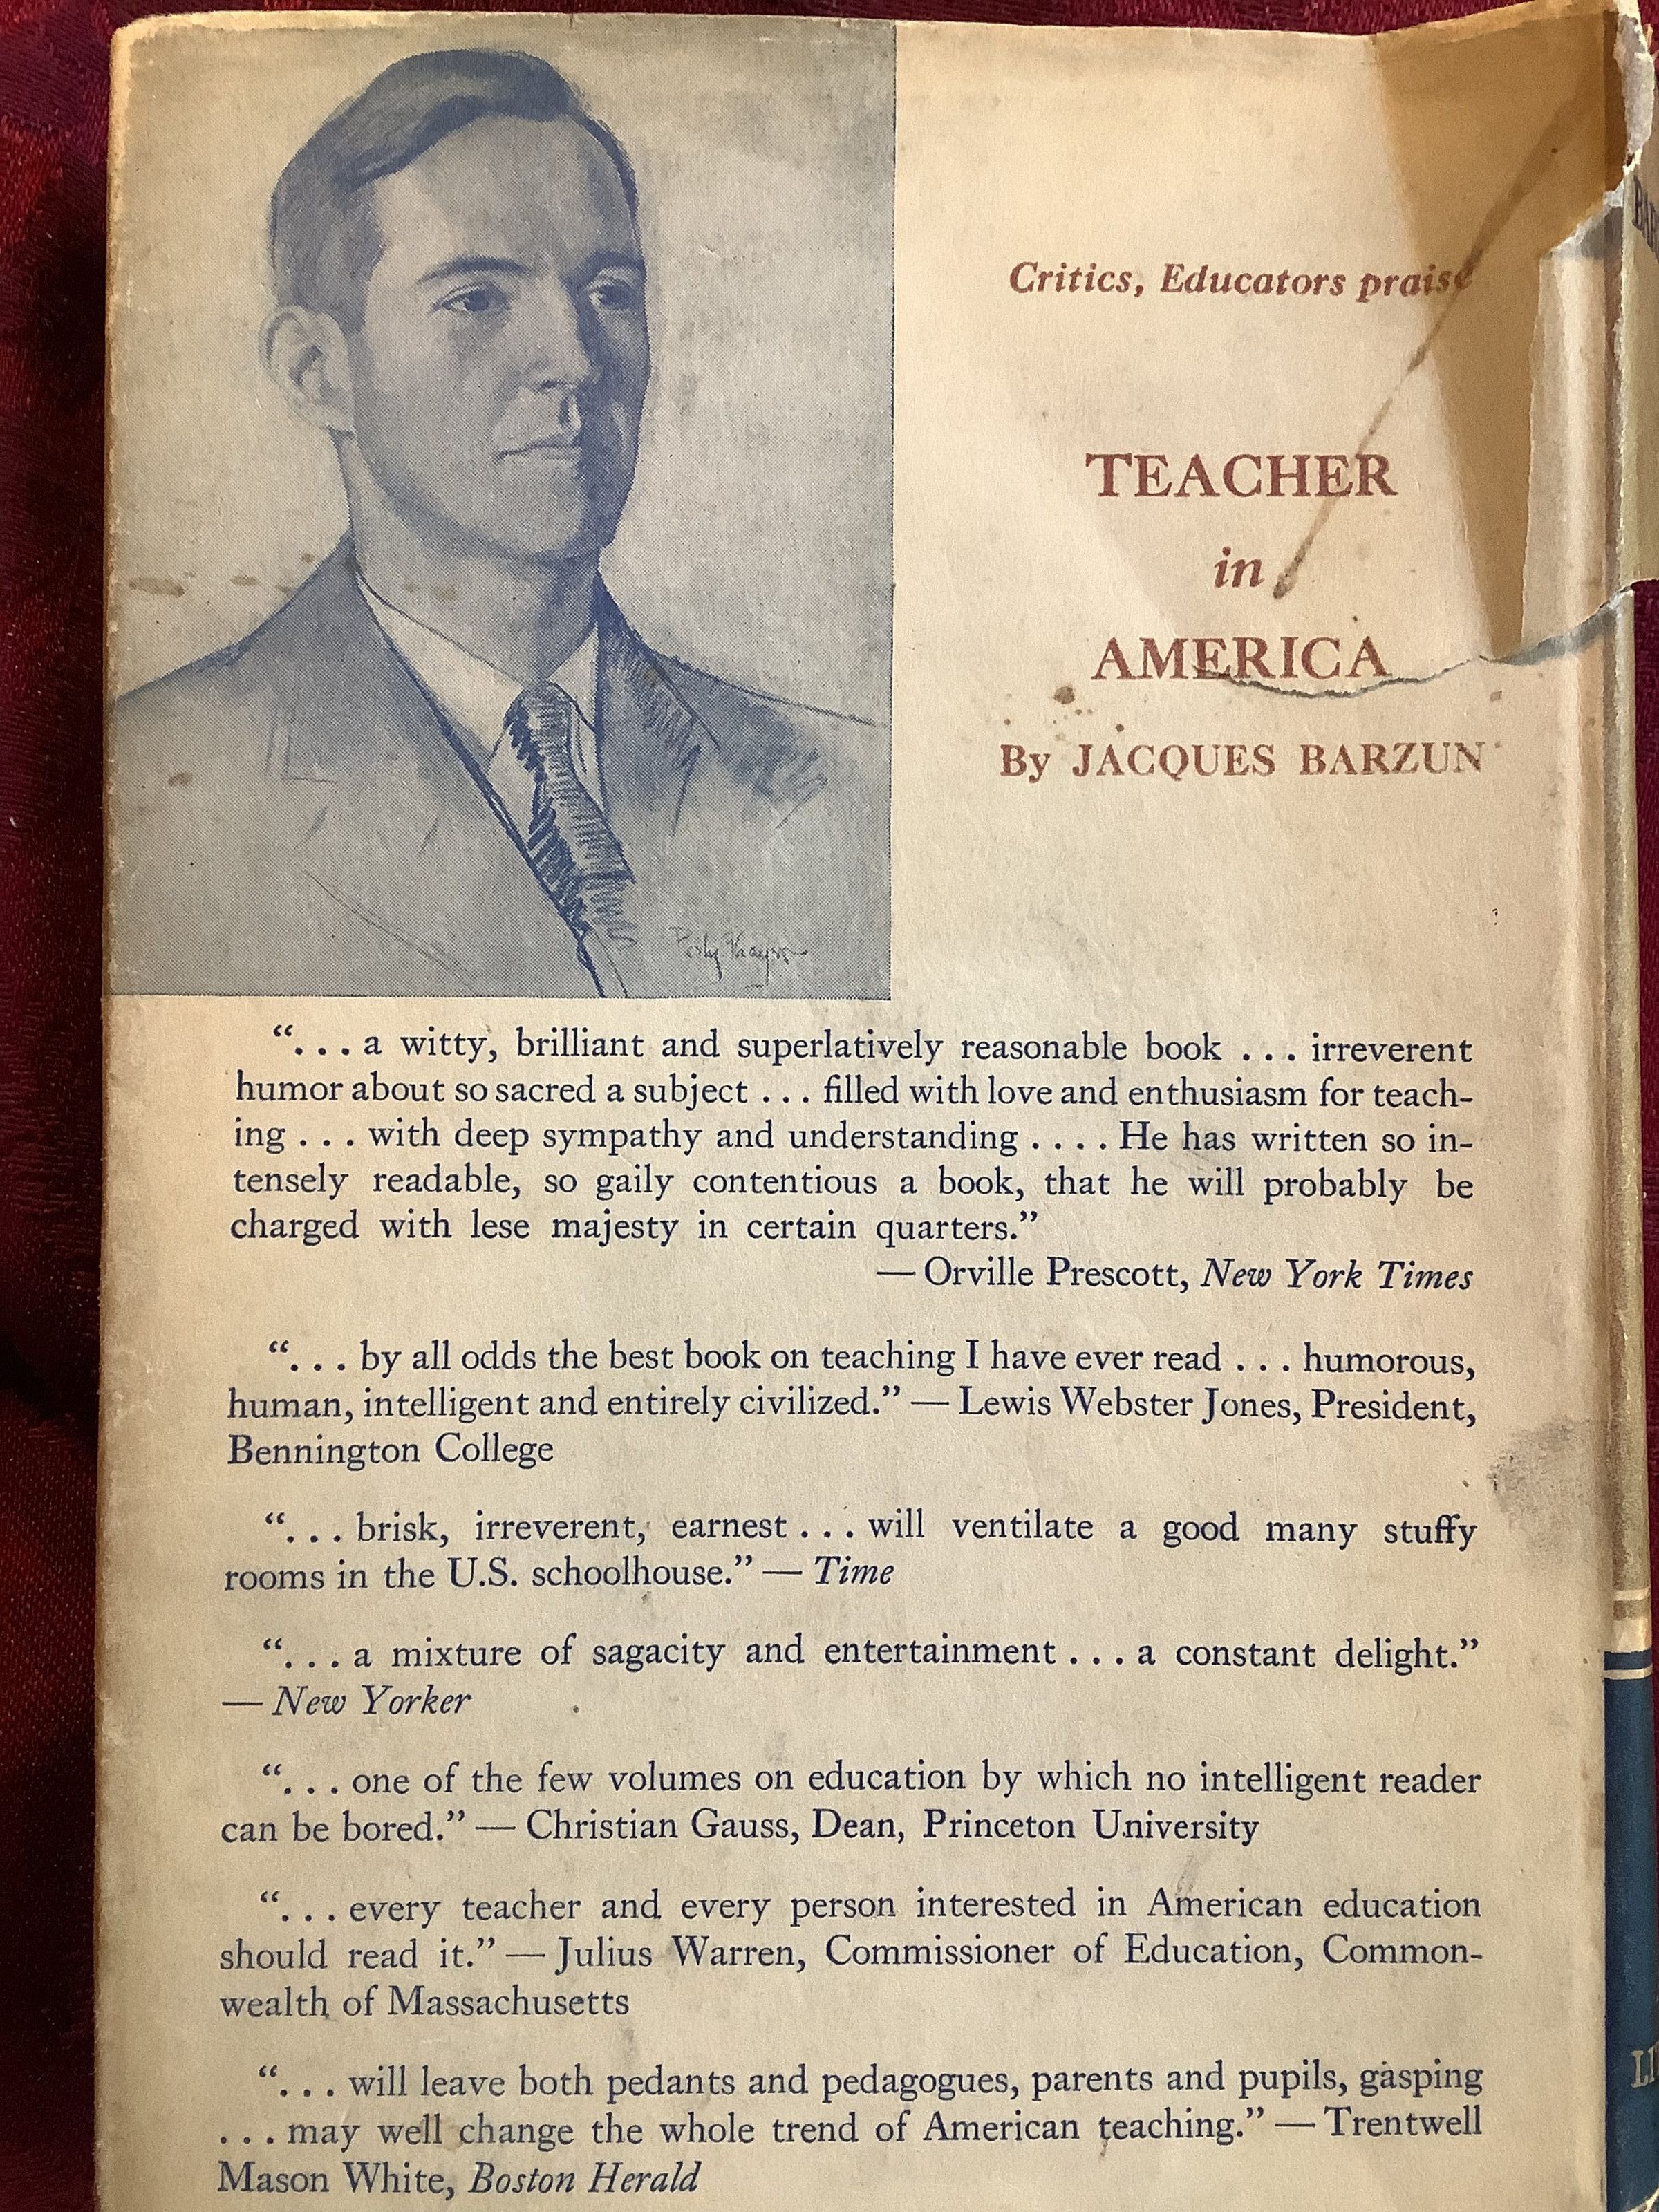 Critics, Educators praise
TEACHER
in
AMERICA
By JACQUES BARZUN
“. . . a witty, brilliant and superlatively reasonable book . . . irreverent
humor about so sacred a subject . . . filled with love and enthusiasm for teach-
ing . . . with deep sympathy and understanding . . . . He has written so in-
tensely readable, so gaily contentious a book, that he will probably be
charged with lese majesty in certain quarters.”
— Orville Prescott, New York Times
“. . . by all odds the best book on teaching I have ever read . . . humorous,
human, intelligent and entirely civilized.” — Lewis Webster Jones, President,
Bennington College
“. . . brisk, irreverent, earnest . . . will ventilate a good many stuffy
rooms in the U.S. schoolhouse.” — Time
“. . . a mixture of sagacity and entertainment . . . a constant delight.”
— New Yorker
“. . . one of the few volumes on education by which no intelligent reader
can be bored.” — Christian Gauss, Dean, Princeton University
“. . . every teacher and every person interested in American education
should read it.” — Julius Warren, Commissioner of Education, Common-
wealth of Massachusetts
“. . . will leave both pedants and pedagogues, parents and pupils, gasping
. . . may well change the whole trend of American teaching.” — Trentwell
Mason White, Boston Herald